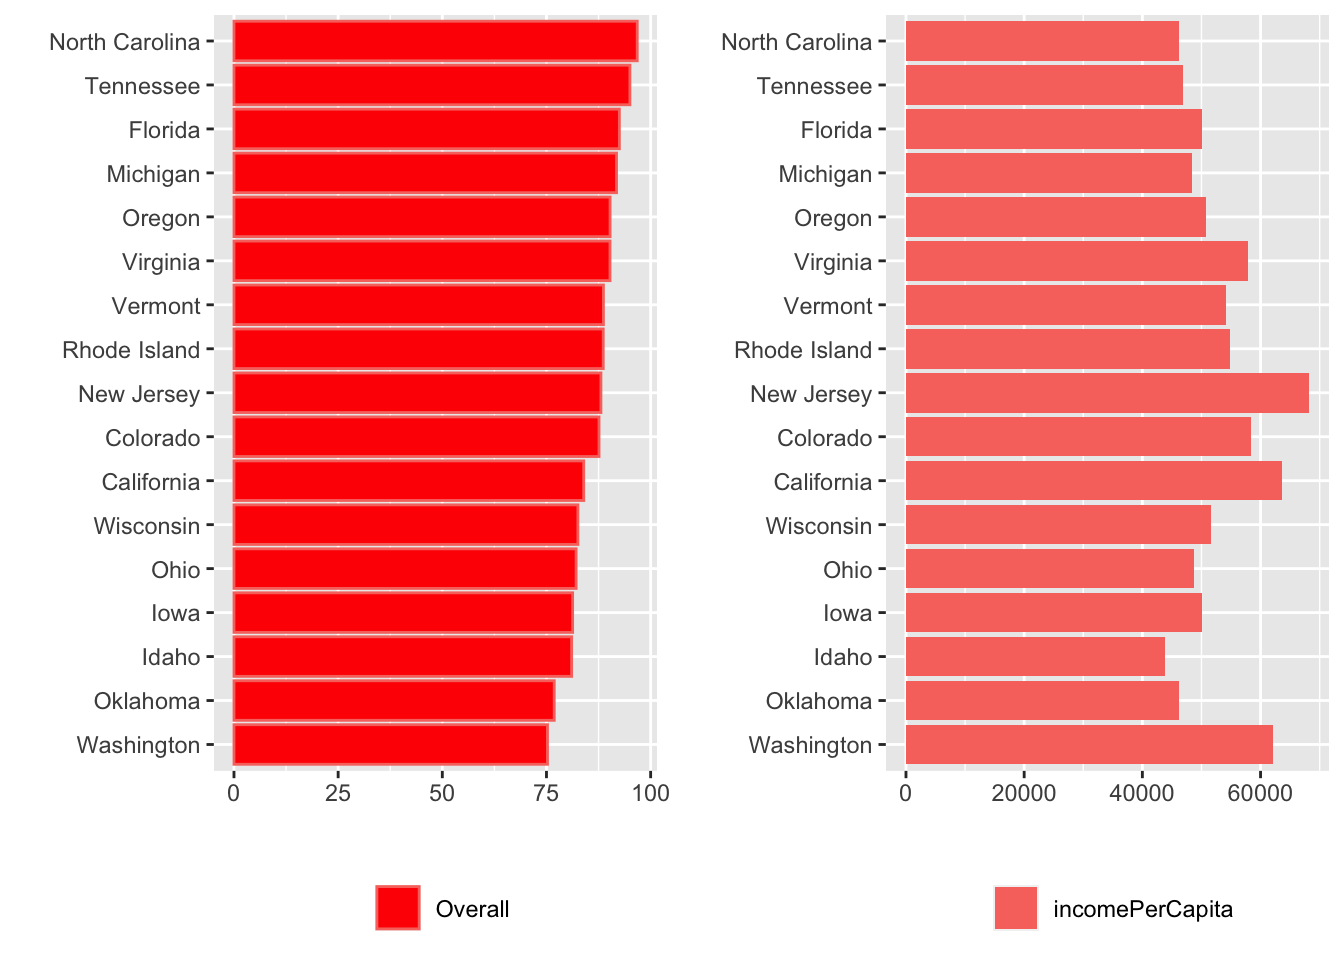 North Carolina
Tennessee
Florida
Michigan
Oregon
Virginia
Vermont
Rhode Island
New Jersey
Colorado
California
Wisconsin
Ohio
Iowa
Idaho
Oklahoma
Washington
0 25 50 75 100
Overall
North Carolina
Tennessee
Florida
Michigan
Oregon
Virginia
Vermont
Rhode Island
New Jersey
Colorado
California
Wisconsin
Ohio
Iowa
Idaho
Oklahoma
Washington
0 20000 40000 60000
incomePerCapita